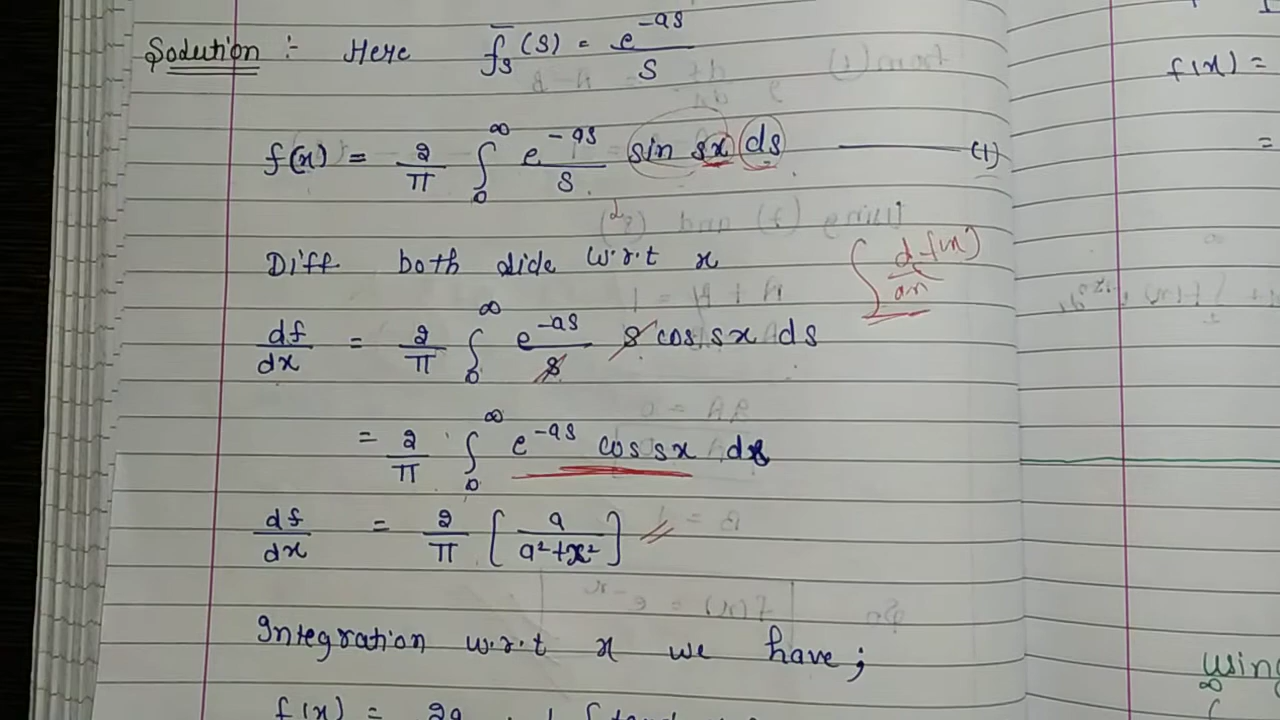 Solution :- Here f̄s(s) = e^-as / s
f(x) = 2/π ∫0^∞ e^-as / s sin sx ds ——— (1)
Diff both side w.r.t x
d f(x) / dx
df/dx = 2/π ∫0^∞ e^-as / s s cos sx ds
= 2/π ∫0^∞ e^-as cos sx ds
df/dx = 2/π [ a / a²+x² ]
Integration w.r.t x we have;
f(x) = 2a
f(x) =
=
using
∞